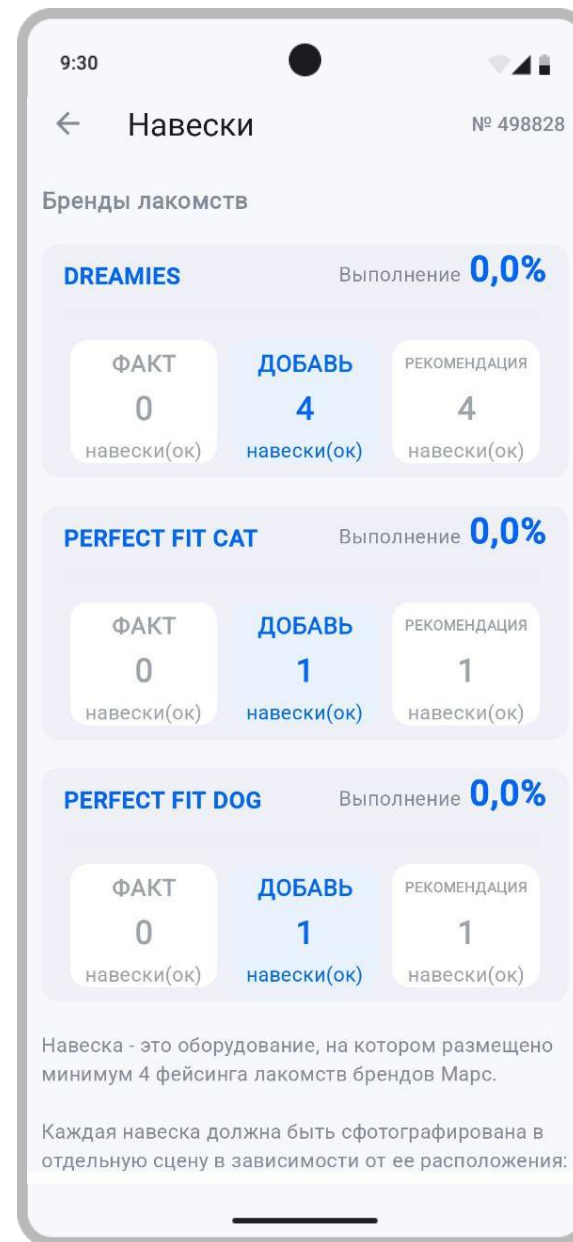 9:30
Навески № 498828
Бренды лакомств
DREAMIES Выполнение 0,0%
ФАКТ ДОБАВЬ РЕКОМЕНДАЦИЯ
0 4 4
навески(ок) навески(ок) навески(ок)
PERFECT FIT CAT Выполнение 0,0%
ФАКТ ДОБАВЬ РЕКОМЕНДАЦИЯ
0 1 1
навески(ок) навески(ок) навески(ок)
PERFECT FIT DOG Выполнение 0,0%
ФАКТ ДОБАВЬ РЕКОМЕНДАЦИЯ
0 1 1
навески(ок) навески(ок) навески(ок)
Навеска - это оборудование, на котором размещено
минимум 4 фейсинга лакомств брендов Марс.
Каждая навеска должна быть сфотографирована в
отдельную сцену в зависимости от ее расположения: